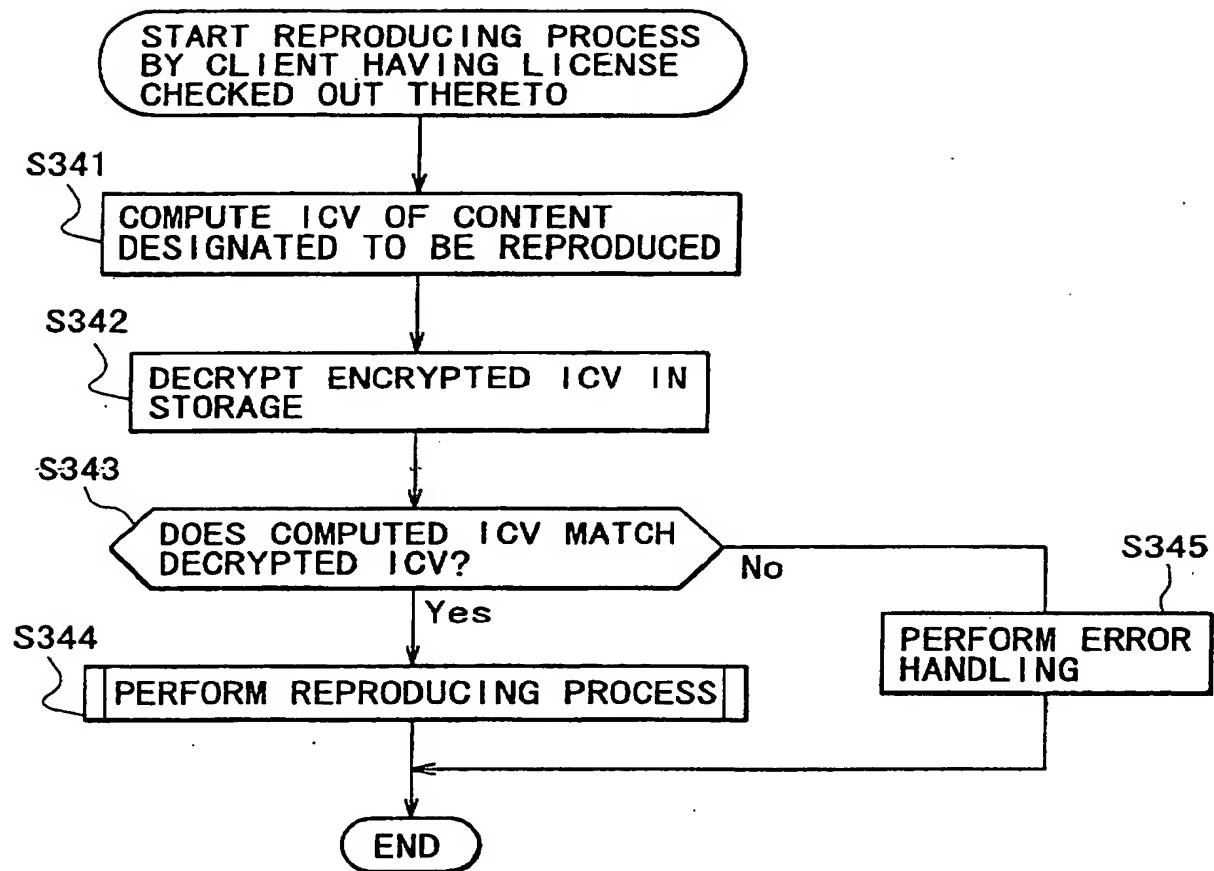 START REPRODUCING PROCESS
BY CLIENT HAVING LICENSE
CHECKED OUT THERETO
S341
COMPUTE ICV OF CONTENT
DESIGNATED TO BE REPRODUCED
S342
DECRYPT ENCRYPTED ICV IN
STORAGE
S343
DOES COMPUTED ICV MATCH
DECRYPTED ICV?
No
Yes
S345
PERFORM ERROR
HANDLING
S344
PERFORM REPRODUCING PROCESS
END